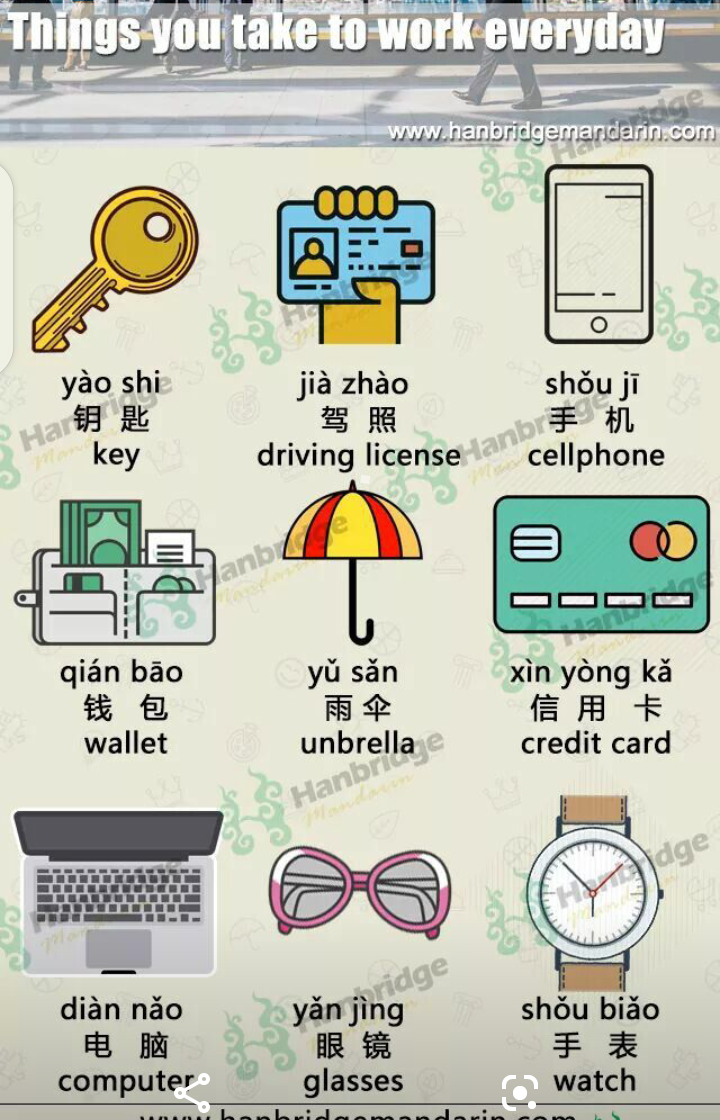 Things you take to work everyday
www.hanbridgemandarin.com
yào shi
钥 匙
key
jià zhào
驾 照
driving license
shǒu jī
手 机
cellphone
qián bāo
钱 包
wallet
yǔ sǎn
雨 伞
unbrella
xìn yòng kǎ
信 用 卡
credit card
diàn nǎo
电 脑
computer
yǎn jìng
眼 镜
glasses
shǒu biǎo
手 表
watch
www.hanbridgemandarin.com
Hanbridge
Mandarin